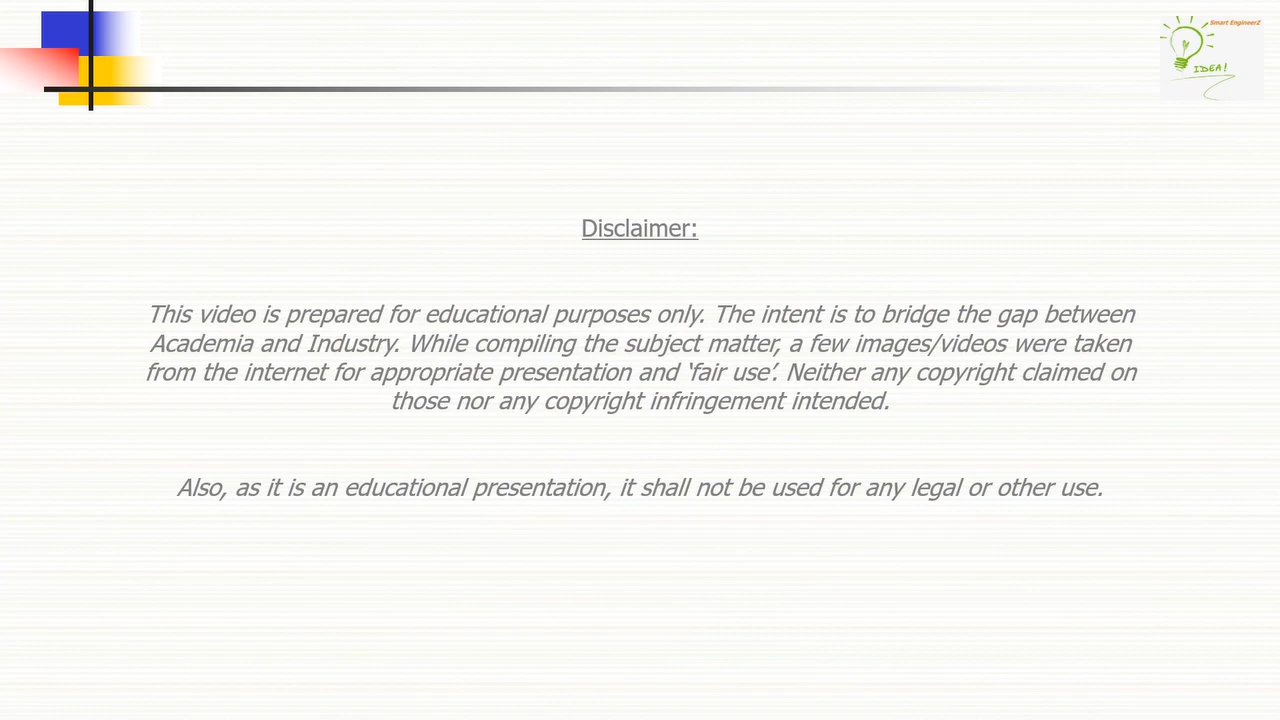 Smart EngineerZ
IDEA!
Disclaimer:
This video is prepared for educational purposes only. The intent is to bridge the gap between
Academia and Industry. While compiling the subject matter, a few images/videos were taken
from the internet for appropriate presentation and ‘fair use’. Neither any copyright claimed on
those nor any copyright infringement intended.
Also, as it is an educational presentation, it shall not be used for any legal or other use.